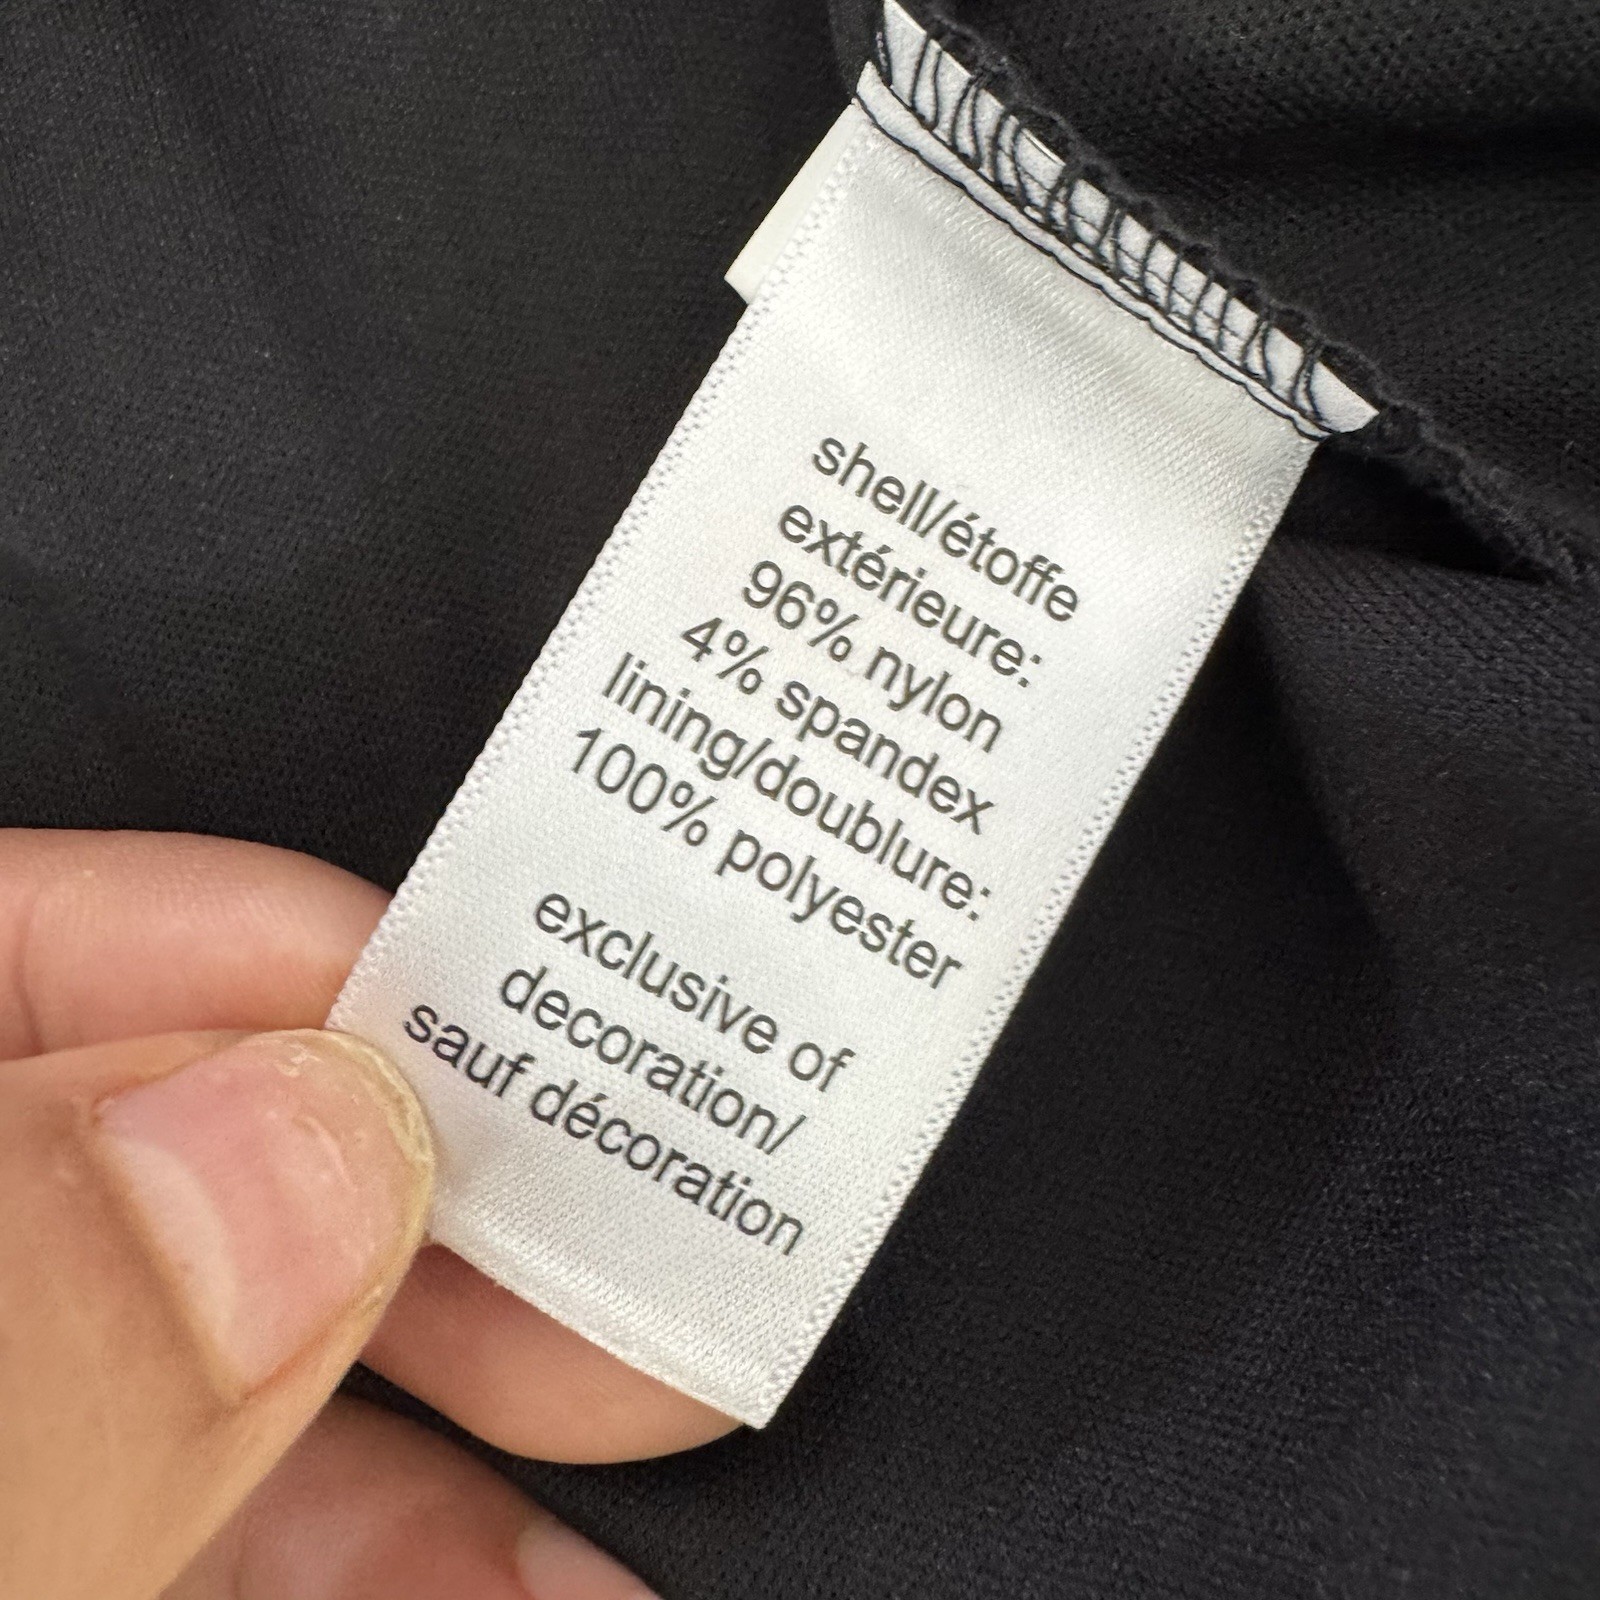 shell/étoffe
extérieure:
96% nylon
4% spandex
lining/doublure:
100% polyester
exclusive of
decoration/
sauf décoration